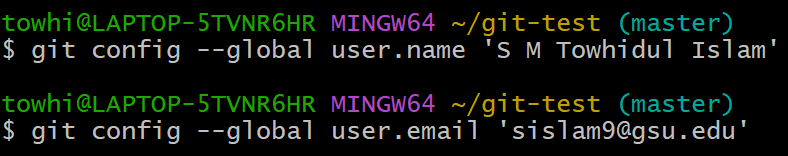 towhi@LAPTOP-5TVNR6HR MINGW64 ~/git-test (master)
$ git config --global user.name 'S M Towhidul Islam'
towhi@LAPTOP-5TVNR6HR MINGW64 ~/git-test (master)
$ git config --global user.email 'sislam9@gsu.edu'